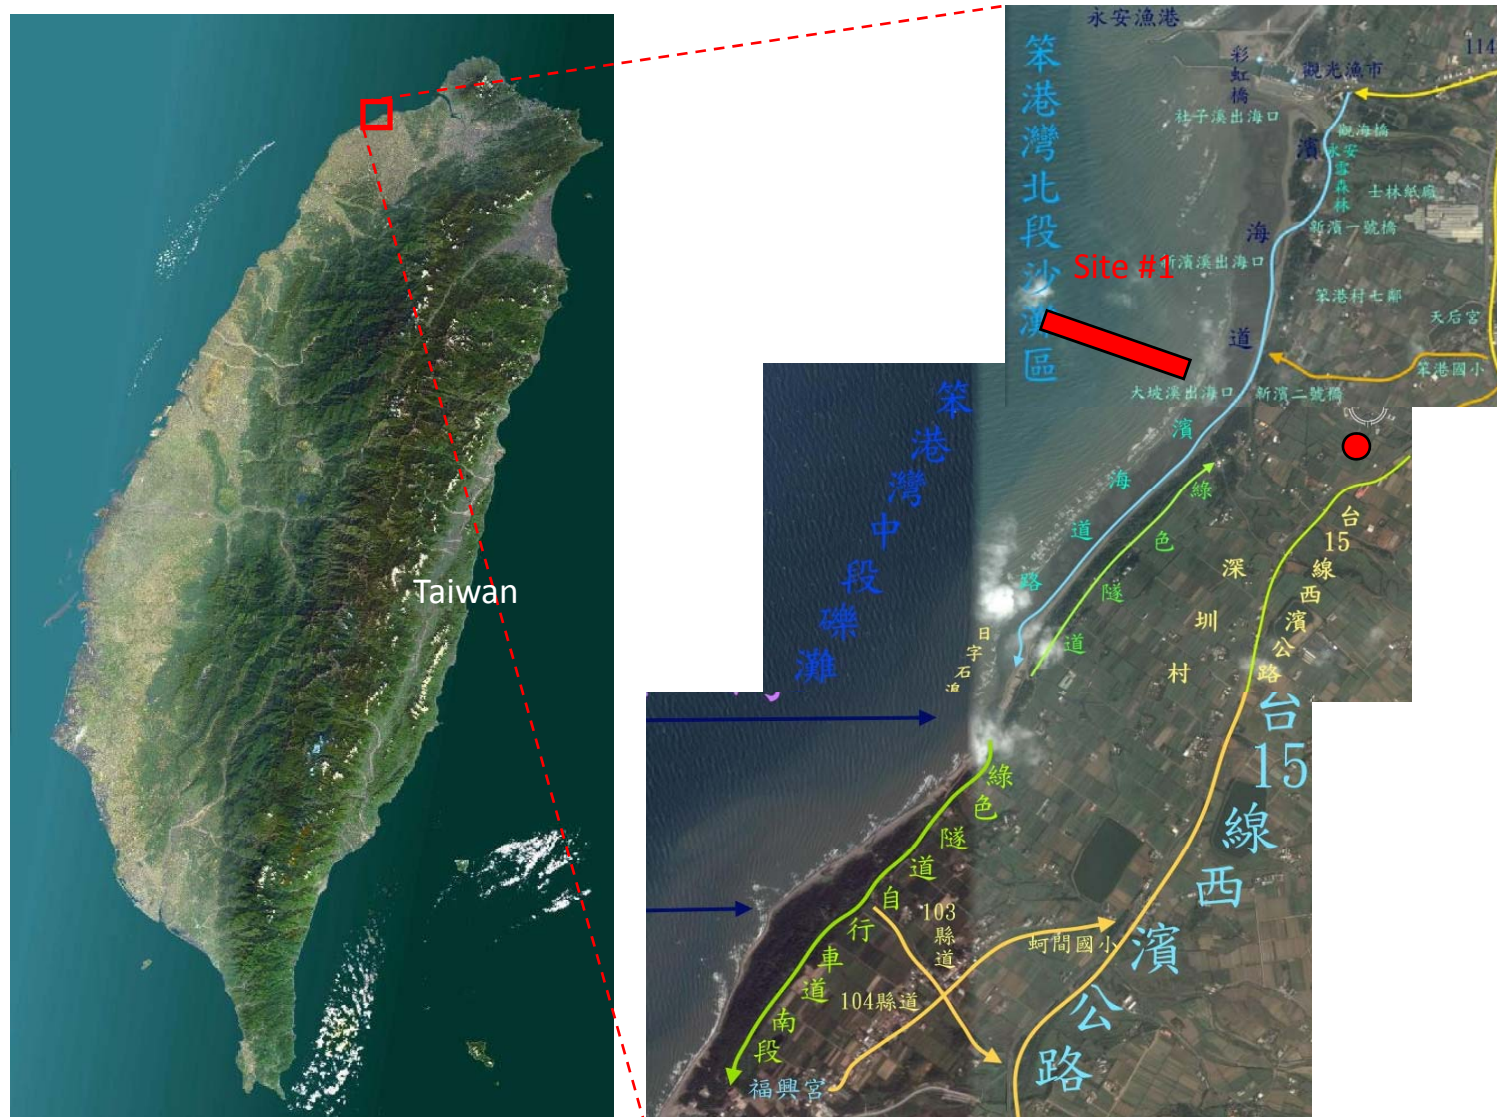 Taiwan
永安漁港
笨港灣北段沙灘區
彩虹橋
觀光漁市
114
社子溪出海口
觀海橋
濱海道
永安雪森林
士林紙廠
新濱一號橋
Site #1
新濱溪出海口
笨港村七鄰
天后宮
笨港國小
大坡溪出海口
新濱二號橋
笨港灣中段礫灘
濱海道路
綠色隧道
台15線西濱公路
深圳村
日字石滬
台15線西濱公路
綠色隧道自行車道南段
103縣道
蚵間國小
104縣道
福興宮